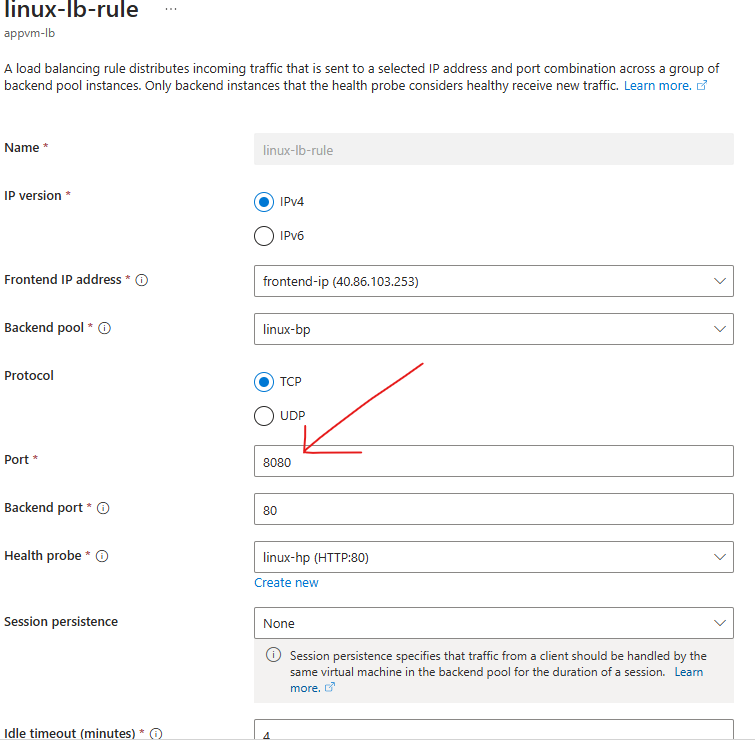 linux-lb-rule ...
appvm-lb
A load balancing rule distributes incoming traffic that is sent to a selected IP address and port combination across a group of
backend pool instances. Only backend instances that the health probe considers healthy receive new traffic. Learn more.
Name *
linux-lb-rule
IP version *
IPv4
IPv6
Frontend IP address *
frontend-ip (40.86.103.253)
Backend pool *
linux-bp
Protocol
TCP
UDP
Port *
8080
Backend port *
80
Health probe *
linux-hp (HTTP:80)
Create new
Session persistence
None
Session persistence specifies that traffic from a client should be handled by the
same virtual machine in the backend pool for the duration of a session. Learn
more.
Idle timeout (minutes) *
4